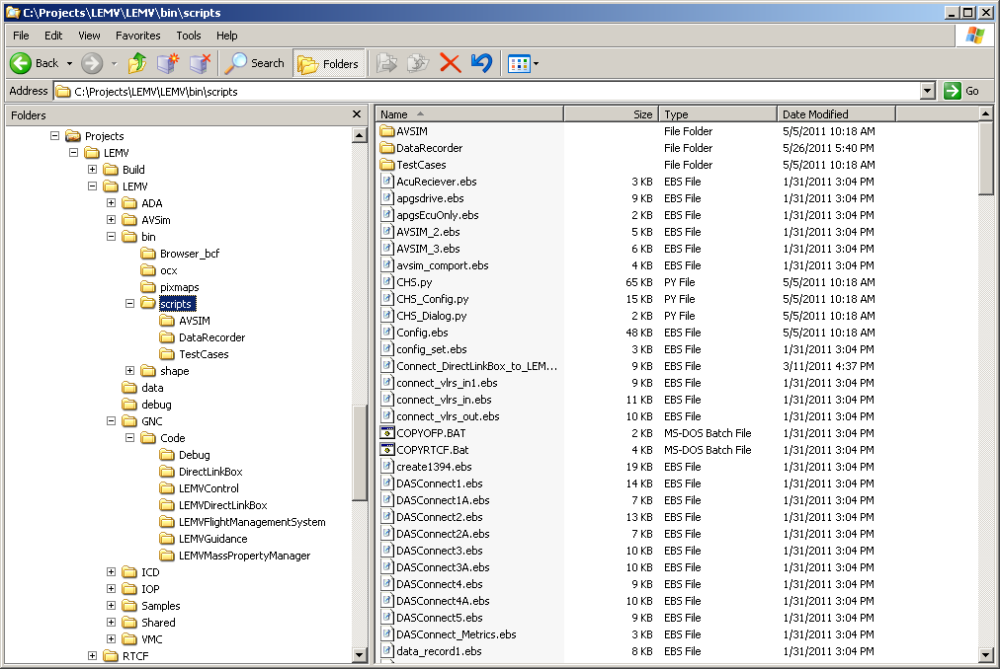 C:\Projects\LEMV\LEMV\bin\scripts
File Edit View Favorites Tools Help
Back Search Folders
Address C:\Projects\LEMV\LEMV\bin\scripts Go
Folders
Projects
LEMV
Build
LEMV
ADA
AVSim
bin
Browser_bcf
ocx
pixmaps
scripts
AVSIM
DataRecorder
TestCases
shape
data
debug
GNC
Code
Debug
DirectLinkBox
LEMVControl
LEMVDirectLinkBox
LEMVFlightManagementSystem
LEMVGuidance
LEMVMassPropertyManager
ICD
IOP
Samples
Shared
VMC
RTCF
Name Size Type Date Modified
AVSIM File Folder 5/5/2011 10:18 AM
DataRecorder File Folder 5/26/2011 5:40 PM
TestCases File Folder 5/5/2011 10:18 AM
AcuReciever.ebs 3 KB EBS File 1/31/2011 3:04 PM
apgsdrive.ebs 9 KB EBS File 1/31/2011 3:04 PM
apgsEcuOnly.ebs 2 KB EBS File 1/31/2011 3:04 PM
AVSIM_2.ebs 5 KB EBS File 1/31/2011 3:04 PM
AVSIM_3.ebs 6 KB EBS File 1/31/2011 3:04 PM
avsim_comport.ebs 4 KB EBS File 1/31/2011 3:04 PM
CHS.py 65 KB PY File 5/5/2011 10:18 AM
CHS_Config.py 15 KB PY File 5/5/2011 10:18 AM
CHS_Dialog.py 2 KB PY File 5/5/2011 10:18 AM
Config.ebs 48 KB EBS File 5/5/2011 10:18 AM
config_set.ebs 3 KB EBS File 1/31/2011 3:04 PM
Connect_DirectLinkBox_to_LEM... 9 KB EBS File 3/11/2011 4:37 PM
connect_vlrs_in1.ebs 9 KB EBS File 1/31/2011 3:04 PM
connect_vlrs_in.ebs 11 KB EBS File 1/31/2011 3:04 PM
connect_vlrs_out.ebs 10 KB EBS File 1/31/2011 3:04 PM
COPYOFP.BAT 2 KB MS-DOS Batch File 1/31/2011 3:04 PM
COPYRTCF.Bat 4 KB MS-DOS Batch File 1/31/2011 3:04 PM
create1394.ebs 19 KB EBS File 1/31/2011 3:04 PM
DASConnect1.ebs 14 KB EBS File 1/31/2011 3:04 PM
DASConnect1A.ebs 7 KB EBS File 1/31/2011 3:04 PM
DASConnect2.ebs 13 KB EBS File 1/31/2011 3:04 PM
DASConnect2A.ebs 7 KB EBS File 1/31/2011 3:04 PM
DASConnect3.ebs 10 KB EBS File 1/31/2011 3:04 PM
DASConnect3A.ebs 10 KB EBS File 1/31/2011 3:04 PM
DASConnect4.ebs 9 KB EBS File 1/31/2011 3:04 PM
DASConnect4A.ebs 10 KB EBS File 1/31/2011 3:04 PM
DASConnect5.ebs 9 KB EBS File 1/31/2011 3:04 PM
DASConnect_Metrics.ebs 3 KB EBS File 1/31/2011 3:04 PM
data_record1.ebs 8 KB EBS File 1/31/2011 3:04 PM